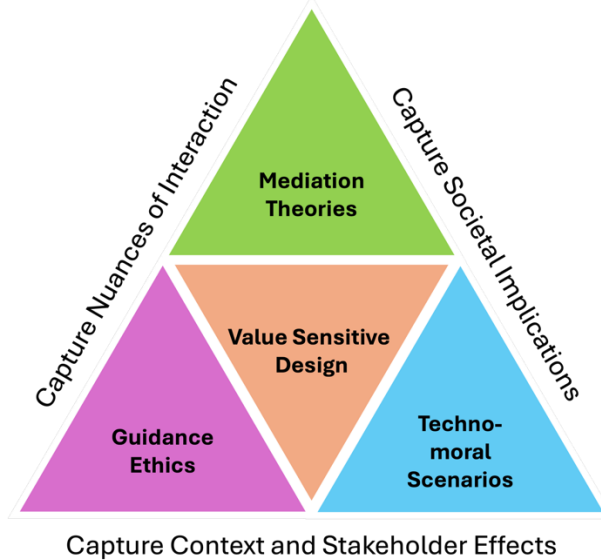 Capture Nuances of Interaction
Capture Societal Implications
Mediation
Theories
Value Sensitive
Design
Guidance
Ethics
Techno-
moral
Scenarios
Capture Context and Stakeholder Effects